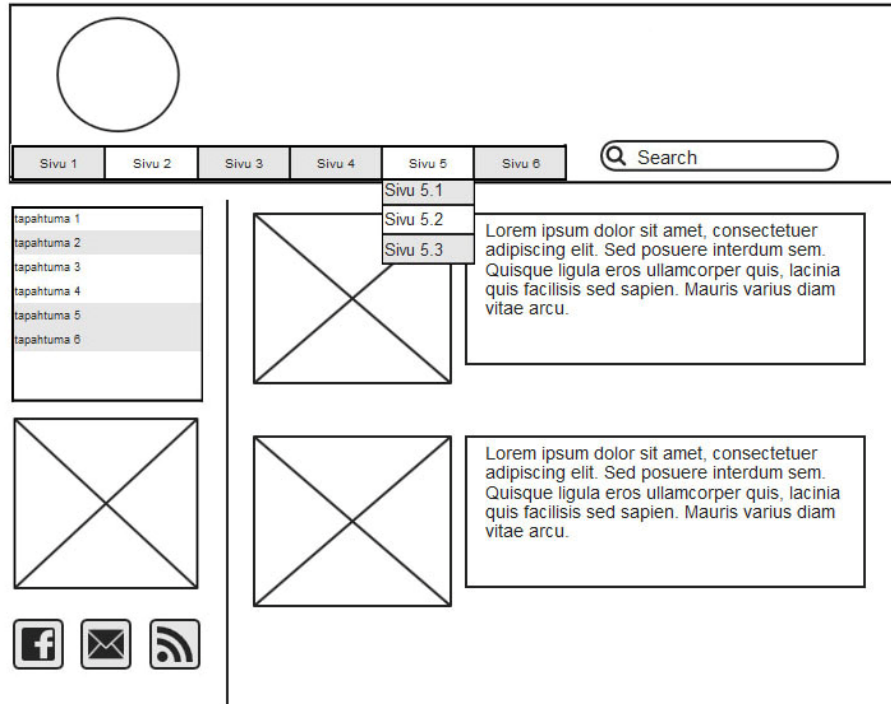 Sivu 1 Sivu 2 Sivu 3 Sivu 4 Sivu 5 Sivu 6
Search
Sivu 5.1
Sivu 5.2
Sivu 5.3
tapahtuma 1
tapahtuma 2
tapahtuma 3
tapahtuma 4
tapahtuma 5
tapahtuma 6
Lorem ipsum dolor sit amet, consectetuer
adipiscing elit. Sed posuere interdum sem.
Quisque ligula eros ullamcorper quis, lacinia
quis facilisis sed sapien. Mauris varius diam
vitae arcu.
Lorem ipsum dolor sit amet, consectetuer
adipiscing elit. Sed posuere interdum sem.
Quisque ligula eros ullamcorper quis, lacinia
quis facilisis sed sapien. Mauris varius diam
vitae arcu.